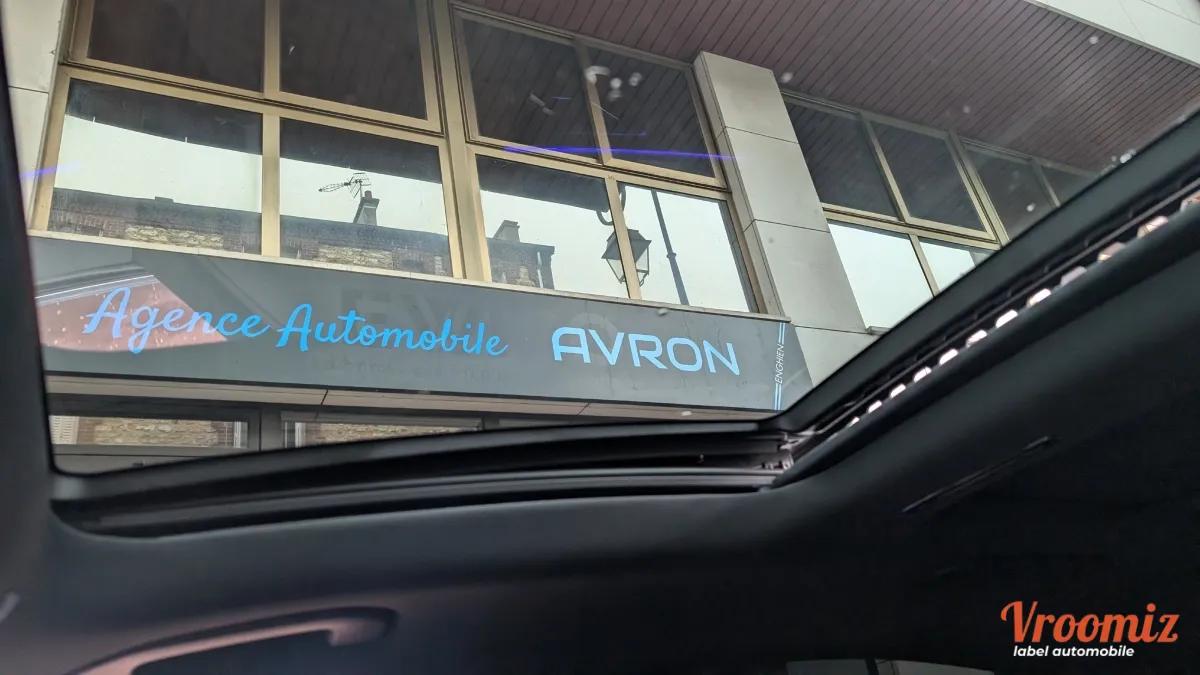 Agence Automobile AVRON
ENGHIEN
Vroomiz
label automobile